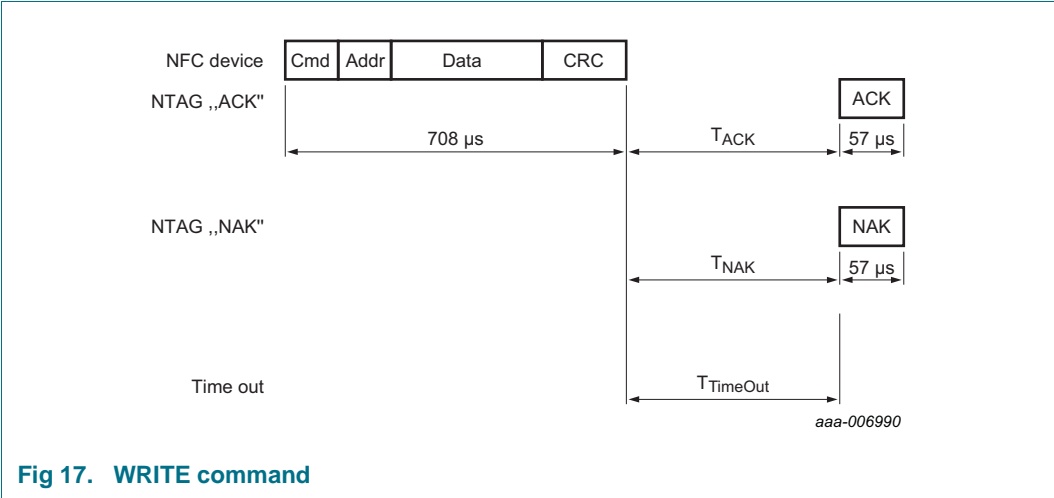 NFC device Cmd Addr Data CRC
NTAG ,,ACK" ACK
708 µs TACK 57 µs
NTAG ,,NAK" NAK
TNAK 57 µs
Time out TTimeOut
aaa-006990
Fig 17. WRITE command